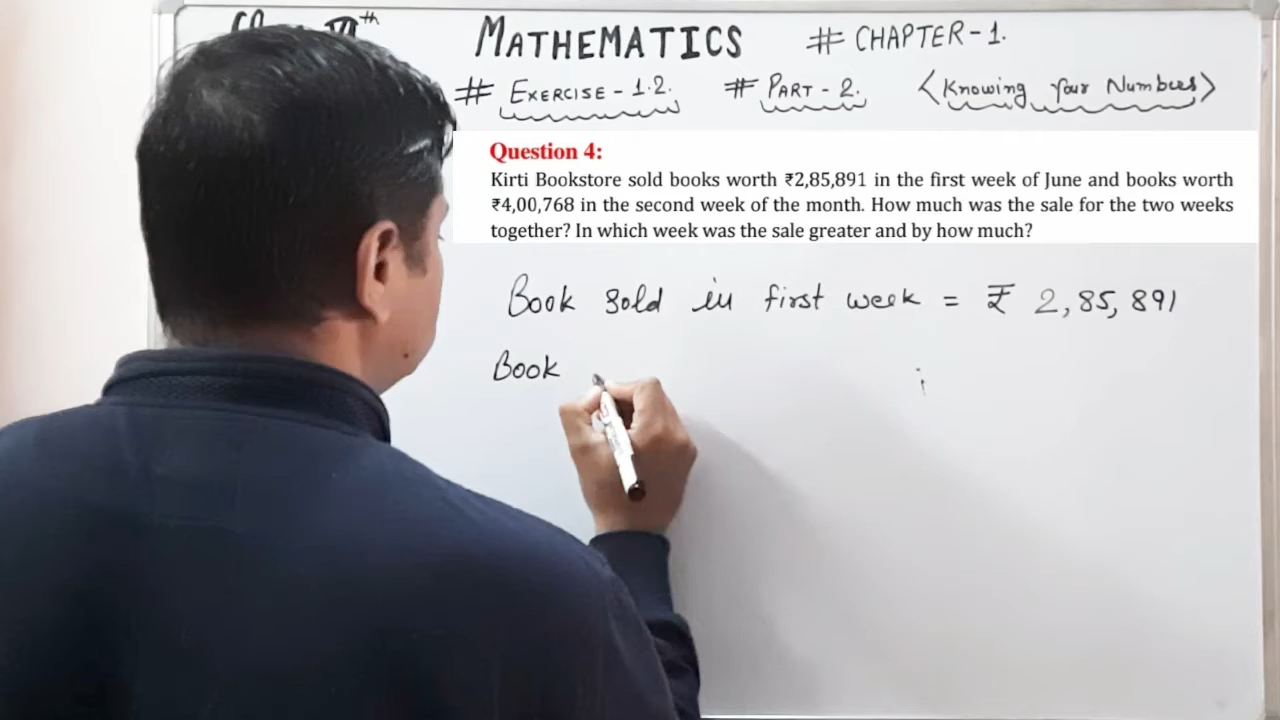 VIth
MATHEMATICS # CHAPTER-1.
# EXERCISE-1.2. # PART-2. <Knowing Your Numbers>
Question 4:
Kirti Bookstore sold books worth ₹2,85,891 in the first week of June and books worth
₹4,00,768 in the second week of the month. How much was the sale for the two weeks
together? In which week was the sale greater and by how much?
Book sold in first week = ₹ 2,85,891
Book